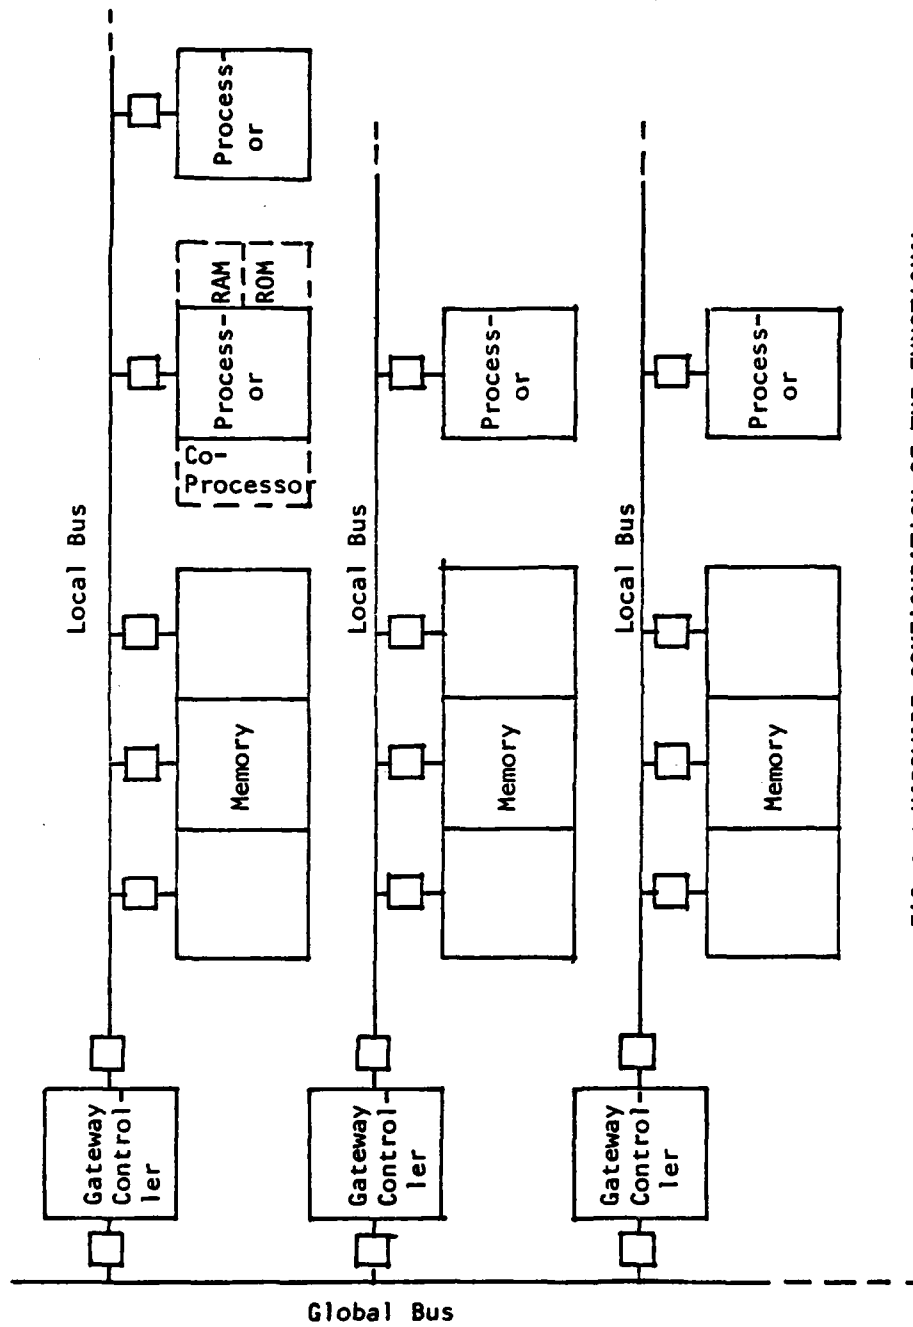 Process-
or
RAM
ROM
Process-
or
Co-
Processor
Local Bus
Memory
Gateway
Control-
ler
Process-
or
Local Bus
Memory
Gateway
Control-
ler
Process-
or
Local Bus
Memory
Gateway
Control-
ler
Global Bus